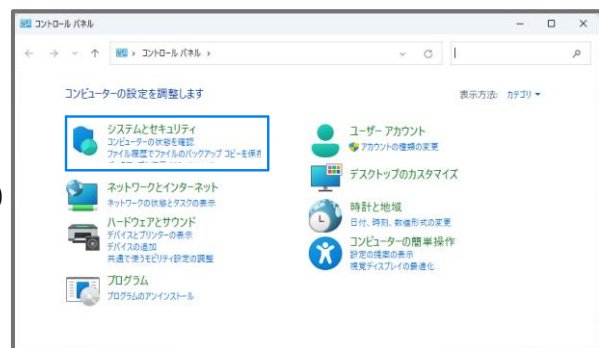 コントロール パネル
コントロール パネル
コンピューターの設定を調整します
表示方法: カテゴリ
システムとセキュリティ
コンピューターの状態を確認
ファイル履歴でファイルのバックアップ コピーを保存
ネットワークとインターネット
ネットワークの状態とタスクの表示
ハードウェアとサウンド
デバイスとプリンターの表示
デバイスの追加
共通で使うモビリティ設定の調整
プログラム
プログラムのアンインストール
ユーザー アカウント
アカウントの種類の変更
デスクトップのカスタマイズ
時計と地域
日付、時刻、数値形式の変更
コンピューターの簡単操作
設定の提案の表示
視覚ディスプレイの最適化